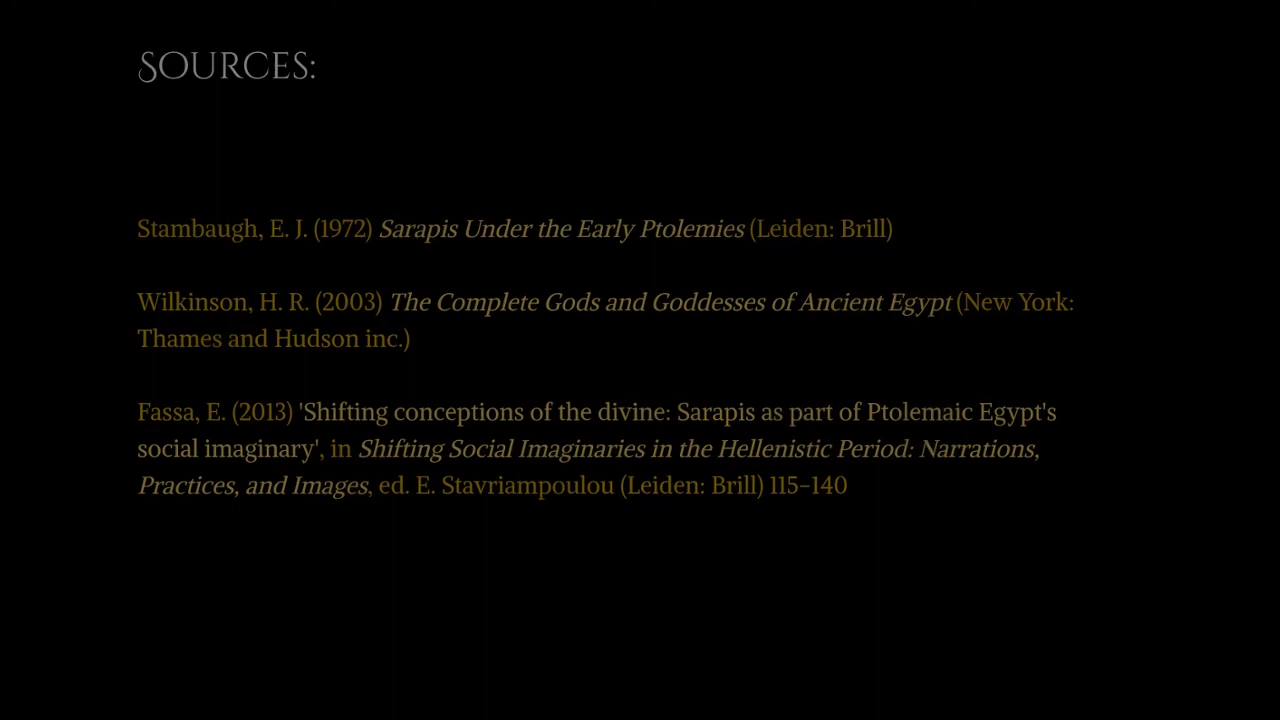 Sources:
Stambaugh, E. J. (1972) Sarapis Under the Early Ptolemies (Leiden: Brill)
Wilkinson, H. R. (2003) The Complete Gods and Goddesses of Ancient Egypt (New York:
Thames and Hudson inc.)
Fassa, E. (2013) 'Shifting conceptions of the divine: Sarapis as part of Ptolemaic Egypt's
social imaginary', in Shifting Social Imaginaries in the Hellenistic Period: Narrations,
Practices, and Images, ed. E. Stavriampoulou (Leiden: Brill) 115-140